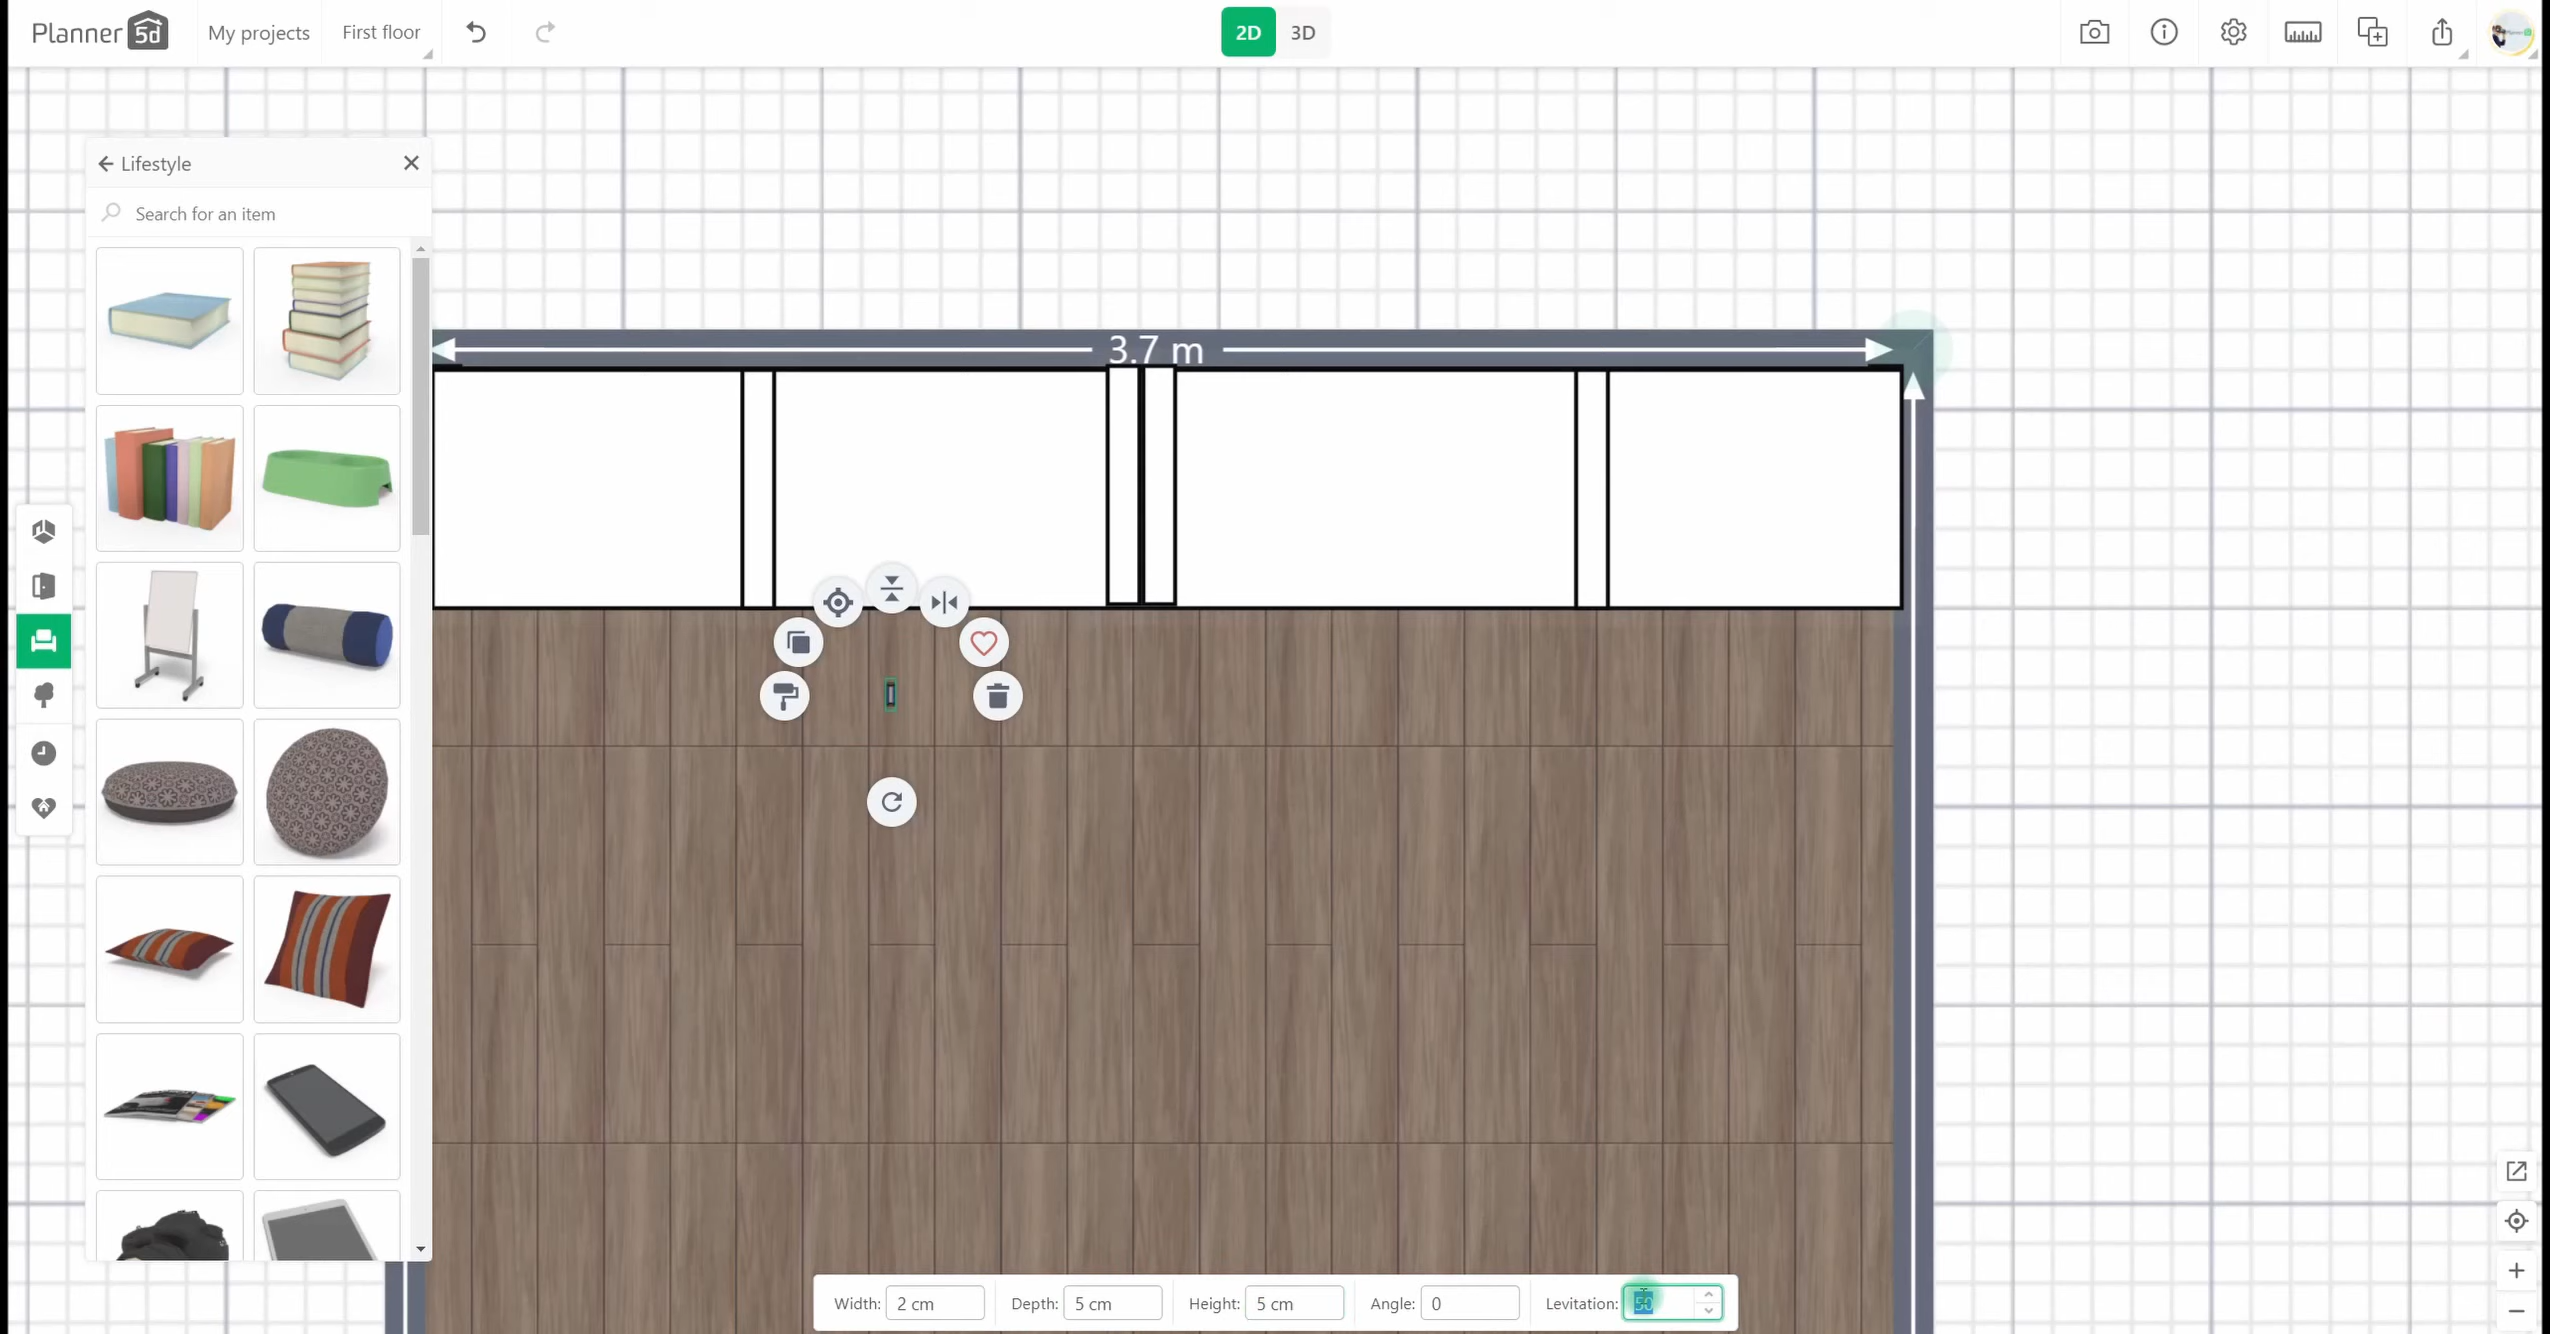 Planner 5d My projects First floor 2D 3D
Lifestyle
Search for an item
3.7 m
Width: 2 cm Depth: 5 cm Height: 5 cm Angle: 0 Levitation: 50